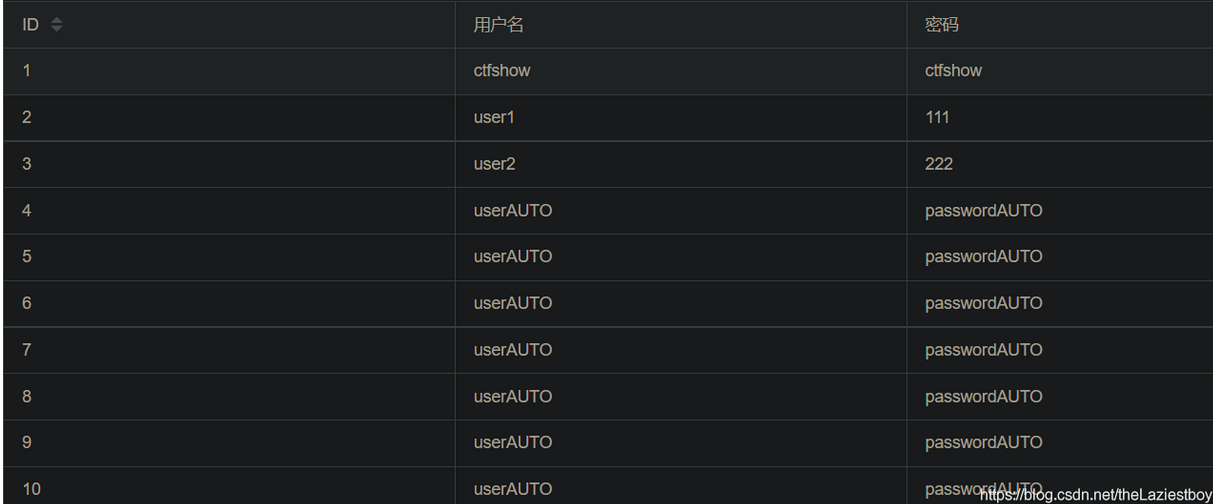 ID 用户名 密码
1 ctfshow ctfshow
2 user1 111
3 user2 222
4 userAUTO passwordAUTO
5 userAUTO passwordAUTO
6 userAUTO passwordAUTO
7 userAUTO passwordAUTO
8 userAUTO passwordAUTO
9 userAUTO passwordAUTO
10 userAUTO passwordAUTO
https://blog.csdn.net/theLaziestboy